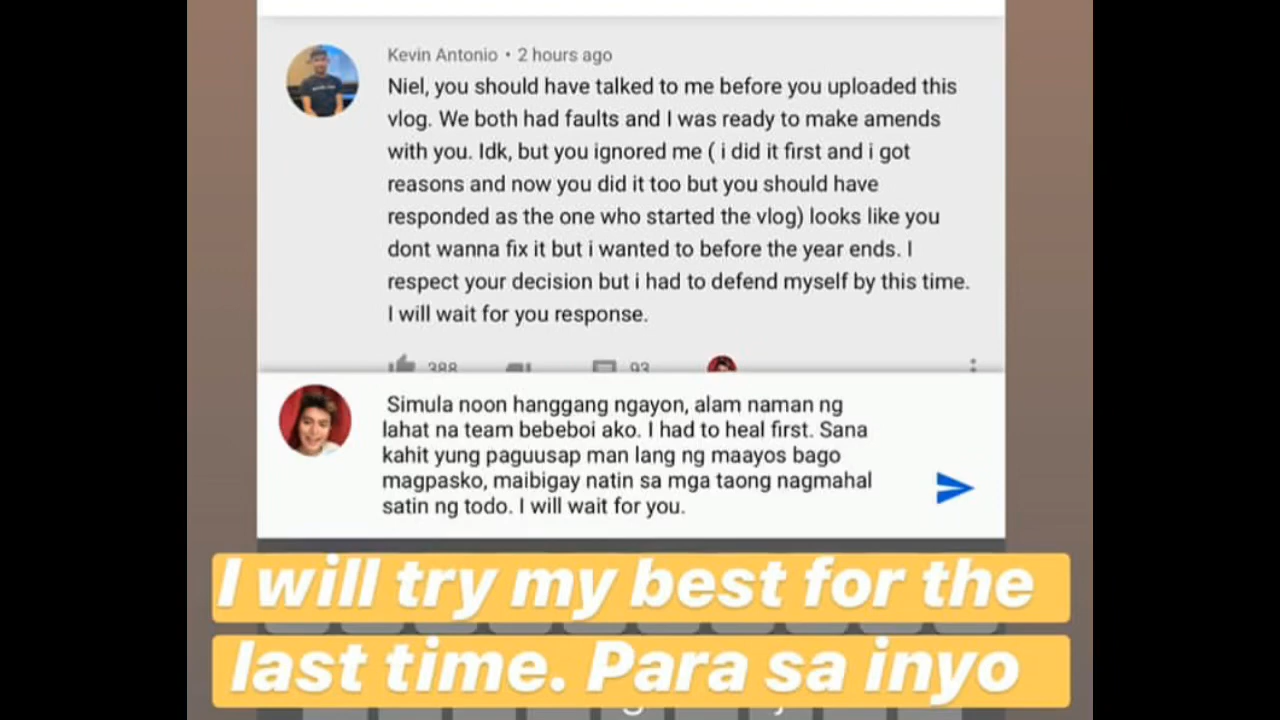 Kevin Antonio • 2 hours ago
Niel, you should have talked to me before you uploaded this
vlog. We both had faults and I was ready to make amends
with you. Idk, but you ignored me ( i did it first and i got
reasons and now you did it too but you should have
responded as the one who started the vlog) looks like you
dont wanna fix it but i wanted to before the year ends. I
respect your decision but i had to defend myself by this time.
I will wait for you response.
388 93
Simula noon hanggang ngayon, alam naman ng
lahat na team bebeboi ako. I had to heal first. Sana
kahit yung paguusap man lang ng maayos bago
magpasko, maibigay natin sa mga taong nagmahal
satin ng todo. I will wait for you.
I will try my best for the
last time. Para sa inyo